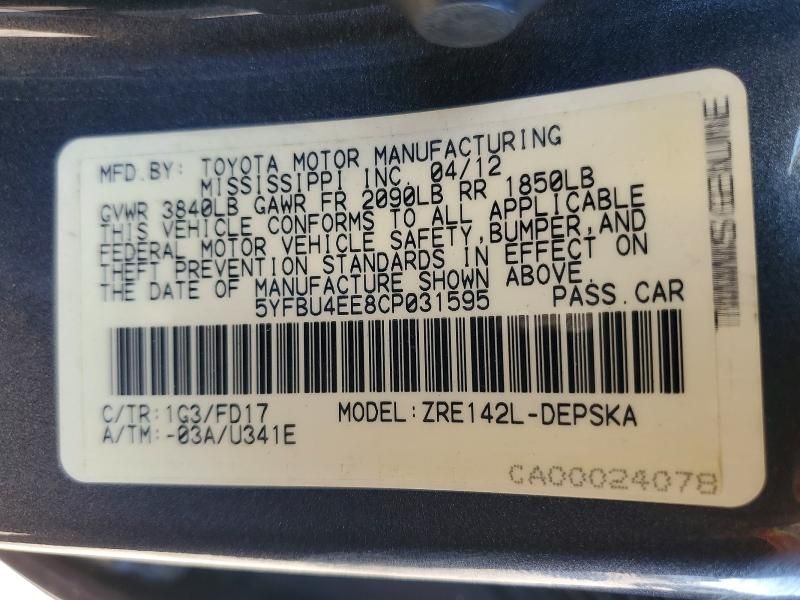 MFD.BY: TOYOTA MOTOR MANUFACTURING
MISSISSIPPI INC. 04/12
GVWR 3840LB GAWR FR 2090LB RR 1850LB
THIS VEHICLE CONFORMS TO ALL APPLICABLE
FEDERAL MOTOR VEHICLE SAFETY,BUMPER,AND
THEFT PREVENTION STANDARDS IN EFFECT ON
THE DATE OF MANUFACTURE SHOWN ABOVE.
5YFBU4EE8CP031595 PASS.CAR
C/TR:1G3/FD17 MODEL:ZRE142L-DEPSKA
A/TM:-03A/U341E
CA00024078